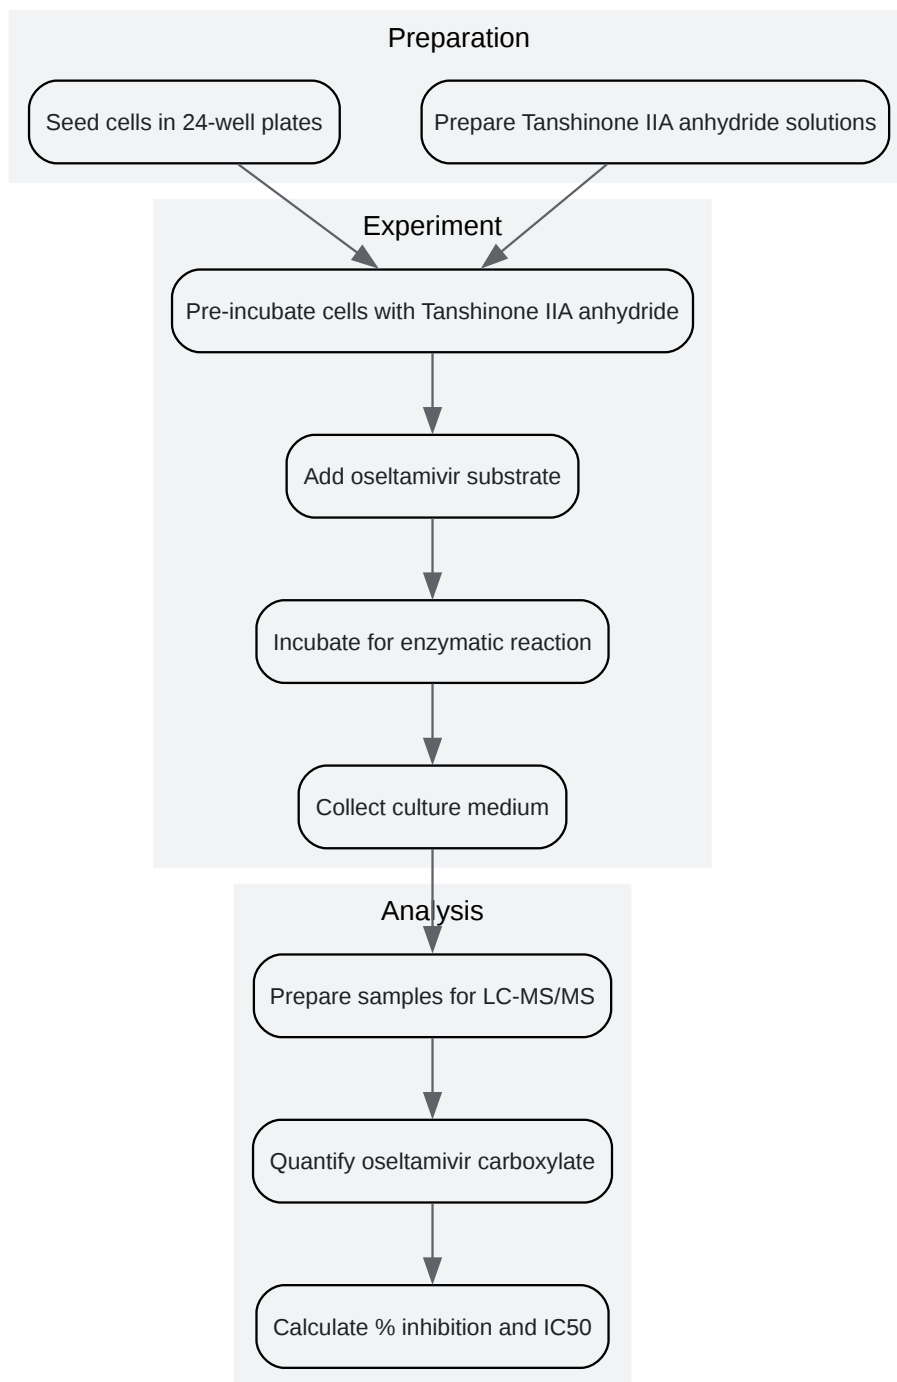 Preparation
Seed cells in 24-well plates
Prepare Tanshinone IIA anhydride solutions
Experiment
Pre-incubate cells with Tanshinone IIA anhydride
Add oseltamivir substrate
Incubate for enzymatic reaction
Collect culture medium
Analysis
Prepare samples for LC-MS/MS
Quantify oseltamivir carboxylate
Calculate % inhibition and IC50